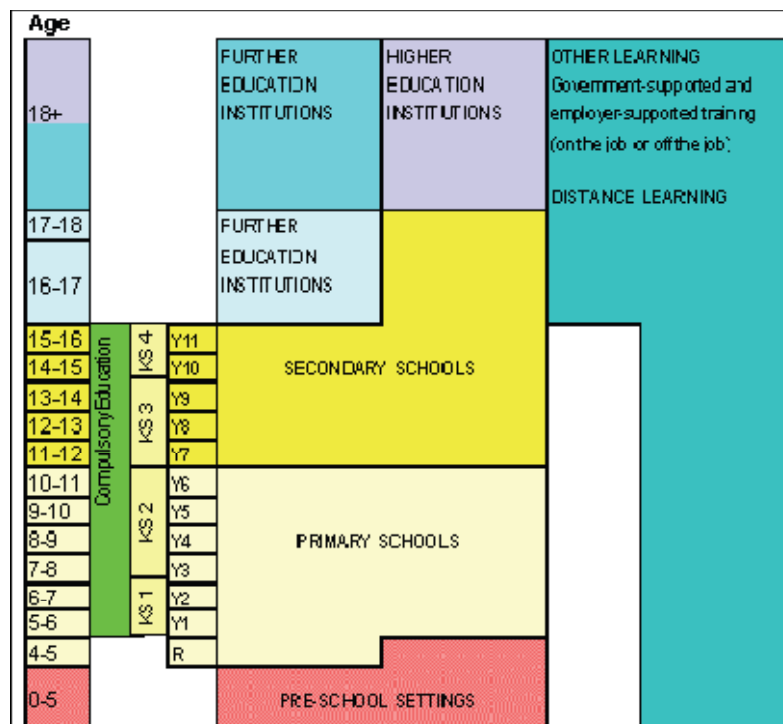 Age
18+
17-18
16-17
15-16
14-15
13-14
12-13
11-12
10-11
9-10
8-9
7-8
6-7
5-6
4-5
0-5
Compulsory Education
KS 4
KS 3
KS 2
KS 1
Y11
Y10
Y9
Y8
Y7
Y6
Y5
Y4
Y3
Y2
Y1
R
FURTHER
EDUCATION
INSTITUTIONS
HIGHER
EDUCATION
IINSTITUTIONS
OTHER LEARNING
Government-supported and
employer-supported training
(on the job or off the job)
DISTANCE LEARNING
FURTHER
EDUCATION
INSTITUTIONS
SECONDARY SCHOOLS
PRIMARY SCHOOLS
PRE-SCHOOL SETTINGS